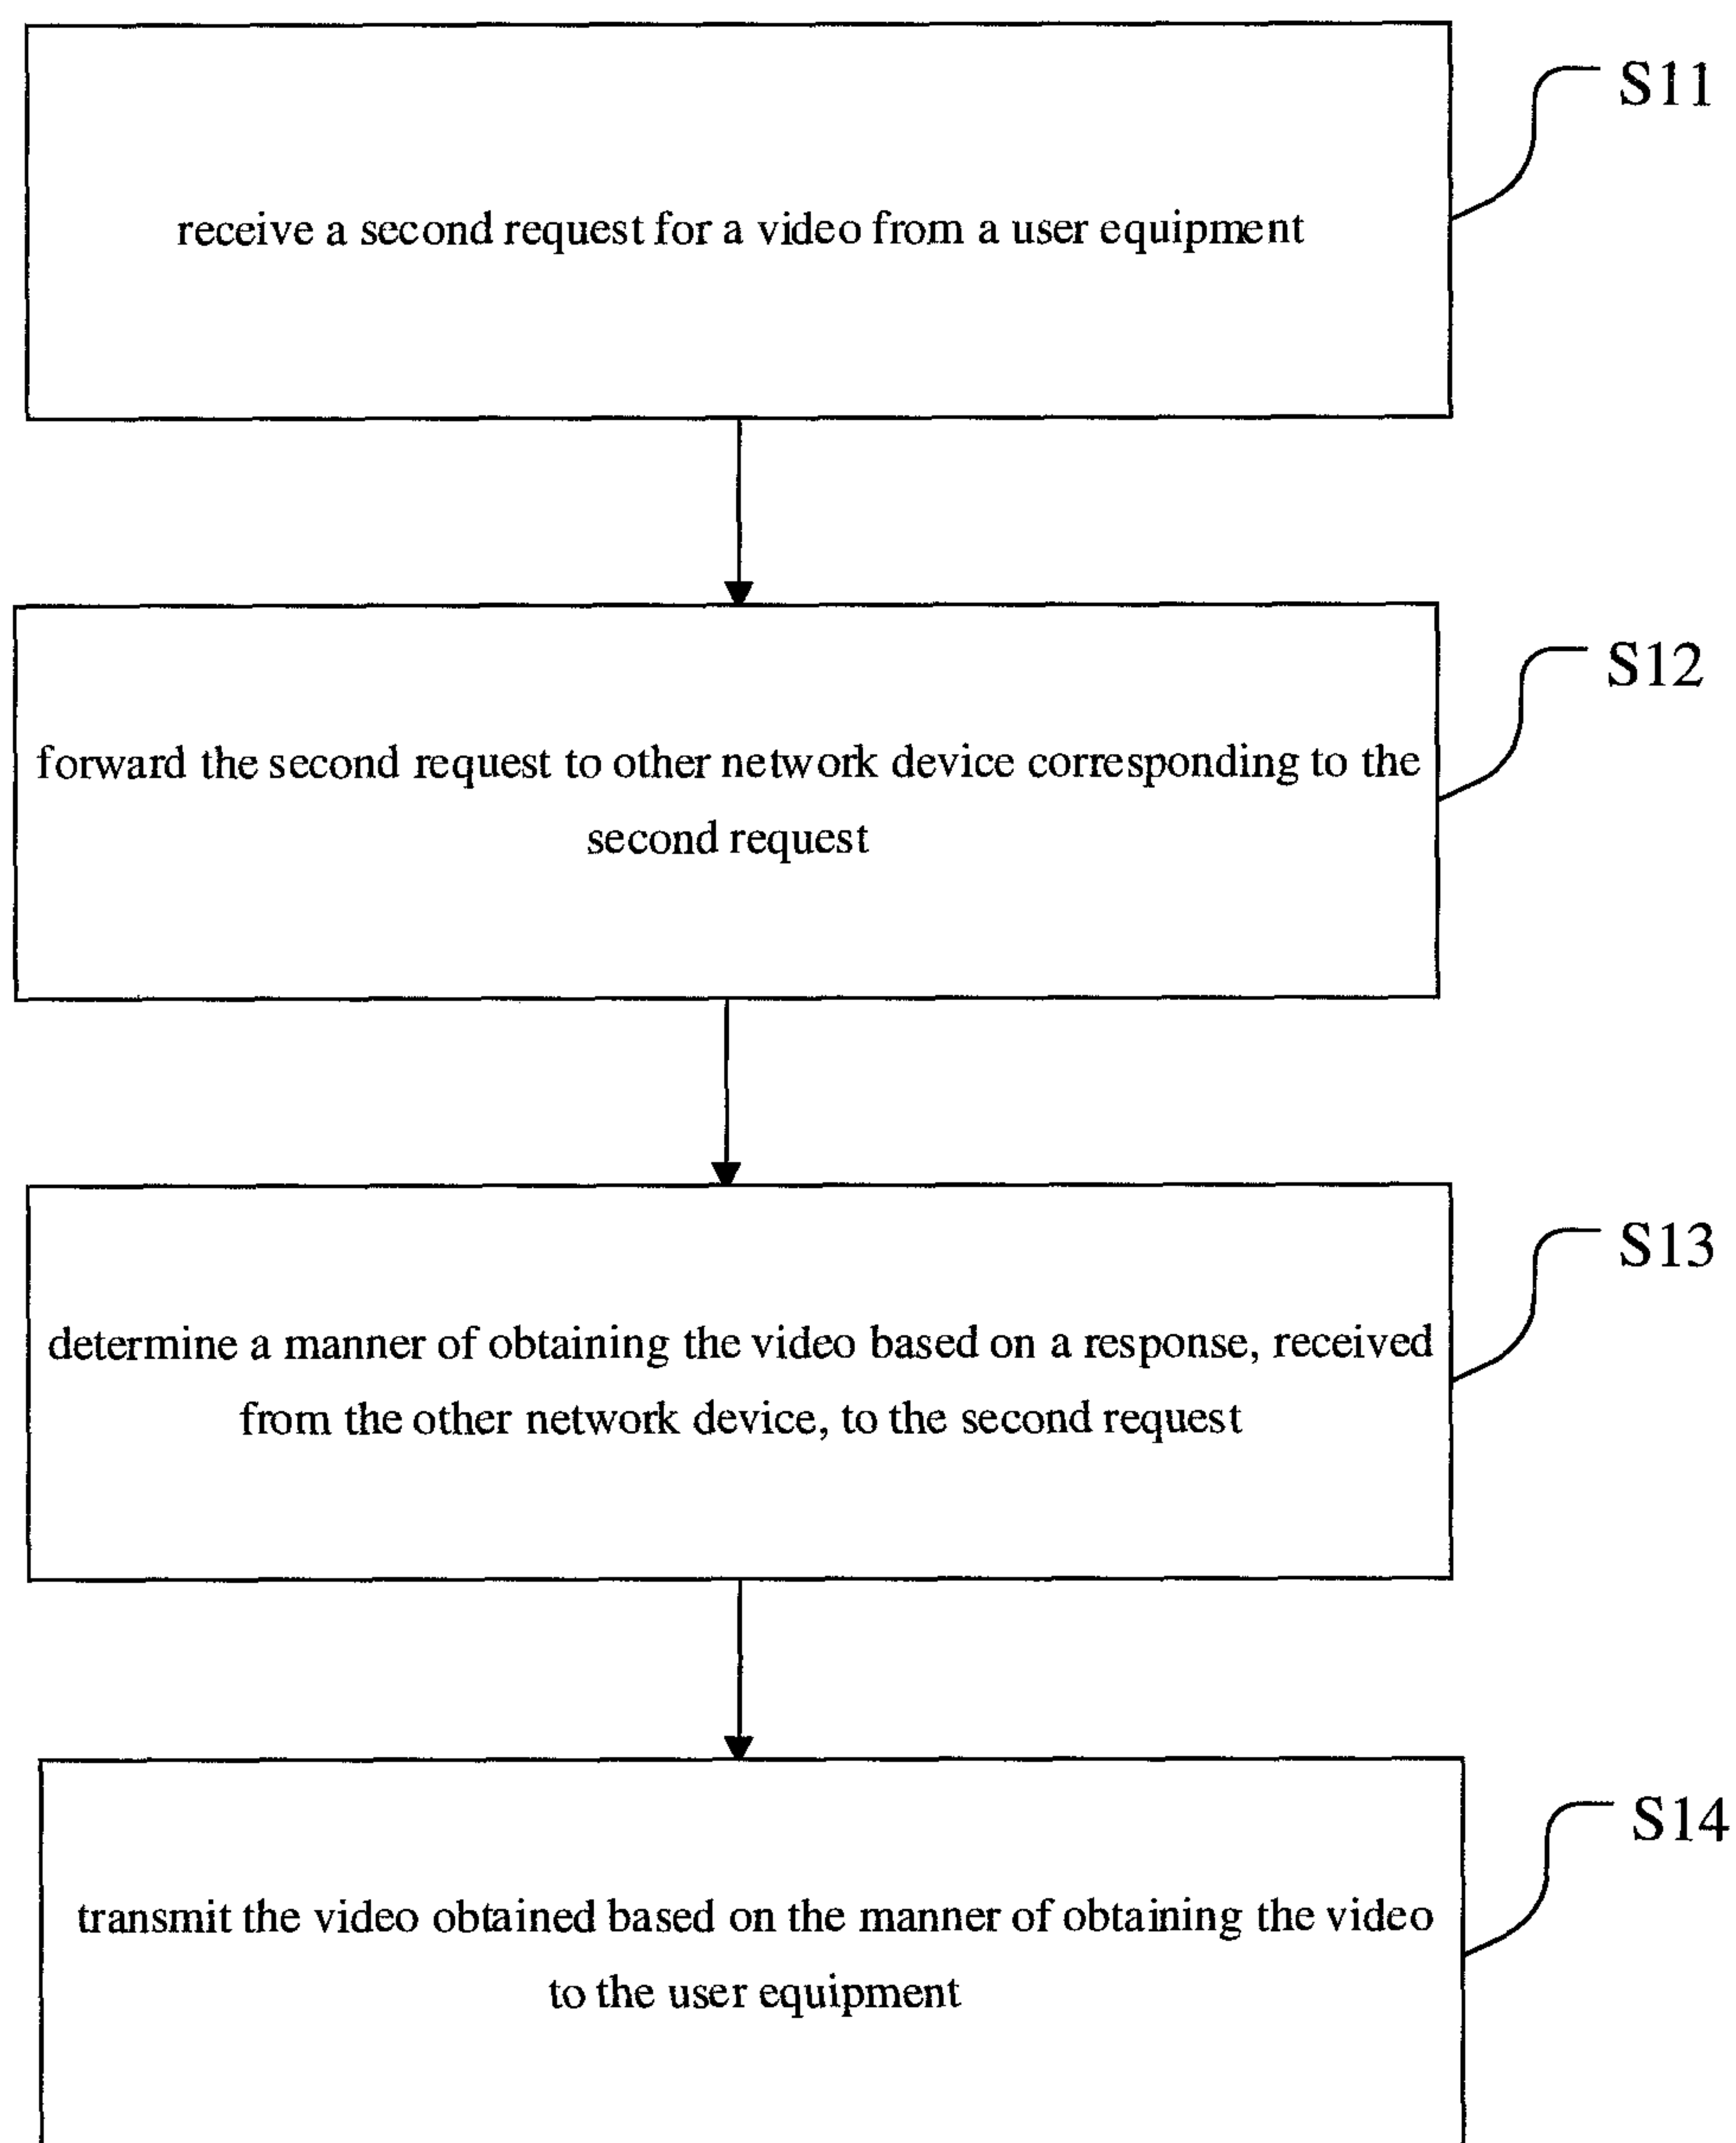 S11
receive a second request for a video from a user equipment
S12
forward the second request to other network device corresponding to the
second request
S13
determine a manner of obtaining the video based on a response, received
from the other network device, to the second request
S14
transmit the video obtained based on the manner of obtaining the video
to the user equipment